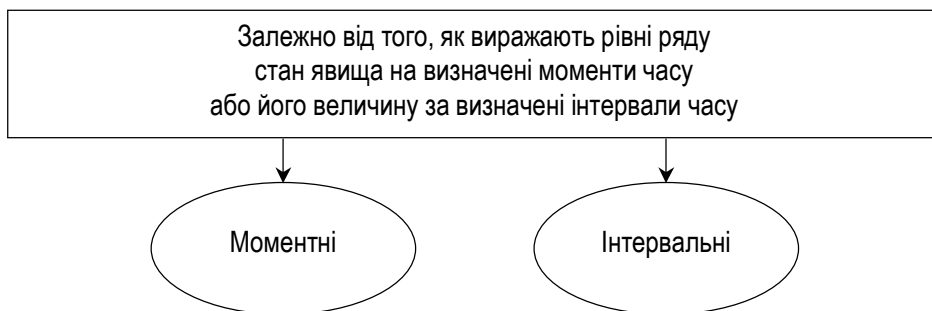 Залежно від того, як виражають рівні ряду
стан явища на визначені моменти часу
або його величину за визначені інтервали часу
Моментні
Інтервальні